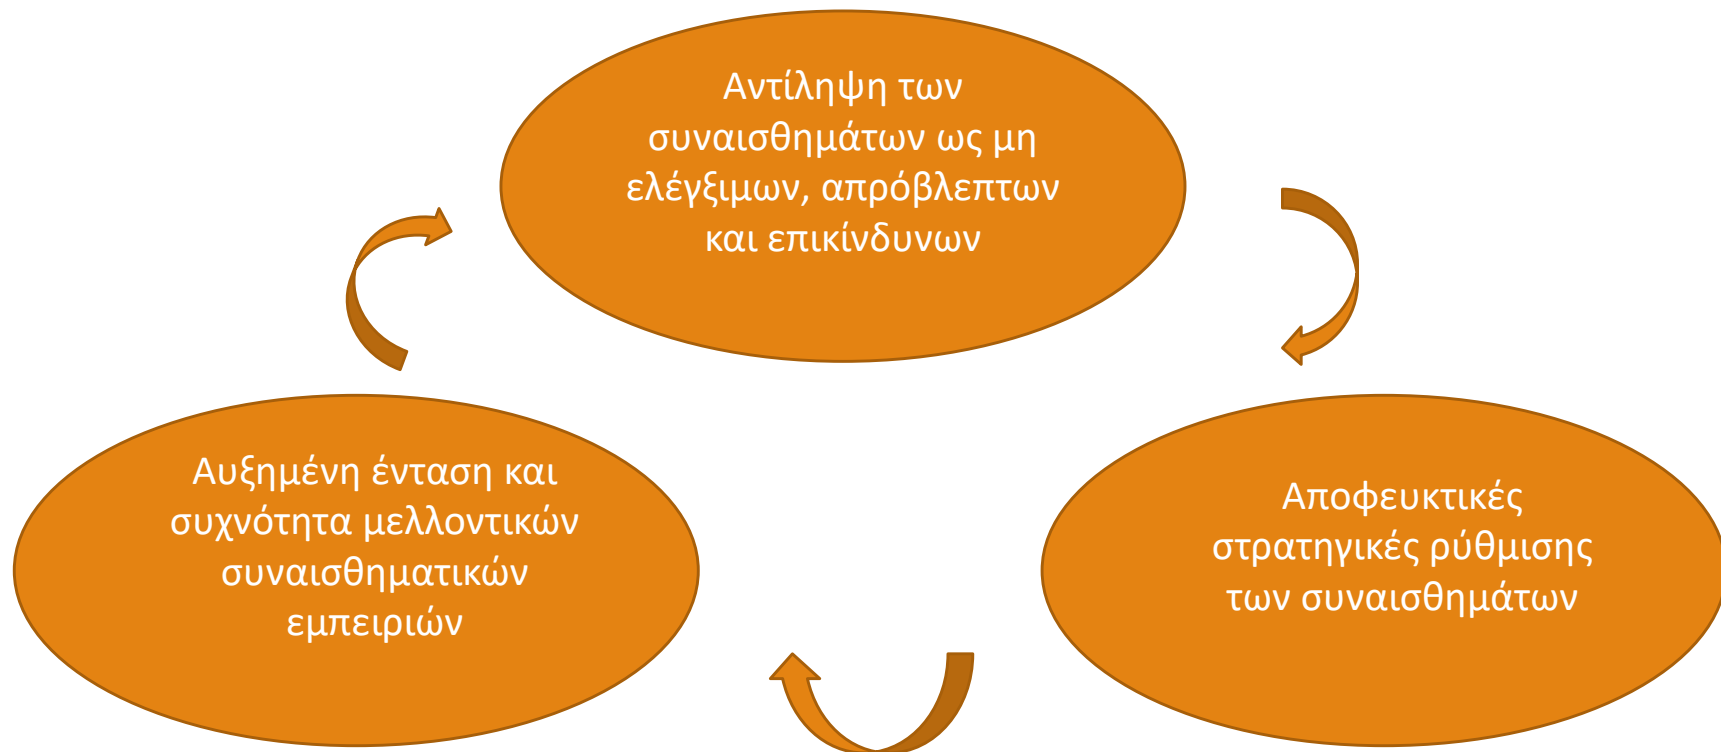 Αντίληψη των
συναισθημάτων ως μη
ελέγξιμων, απρόβλεπτων
και επικίνδυνων
Αυξημένη ένταση και
συχνότητα μελλοντικών
συναισθηματικών
εμπειριών
Αποφευκτικές
στρατηγικές ρύθμισης
των συναισθημάτων